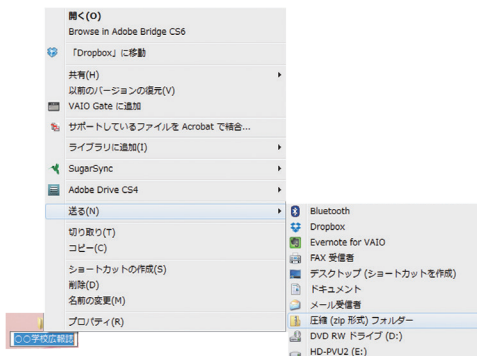 開く(O)
Browse in Adobe Bridge CS6
「Dropbox」に移動
共有(H)
以前のバージョンの復元(V)
VAIO Gate に追加
サポートしているファイルを Acrobat で結合...
ライブラリに追加(I)
SugarSync
Adobe Drive CS4
送る(N)
切り取り(T)
コピー(C)
ショートカットの作成(S)
削除(D)
名前の変更(M)
プロパティ(R)
○○学校広報誌
Bluetooth
Dropbox
Evernote for VAIO
FAX 受信者
デスクトップ (ショートカットを作成)
ドキュメント
メール受信者
圧縮 (zip 形式) フォルダー
DVD RW ドライブ (D:)
HD-PVU2 (E:)